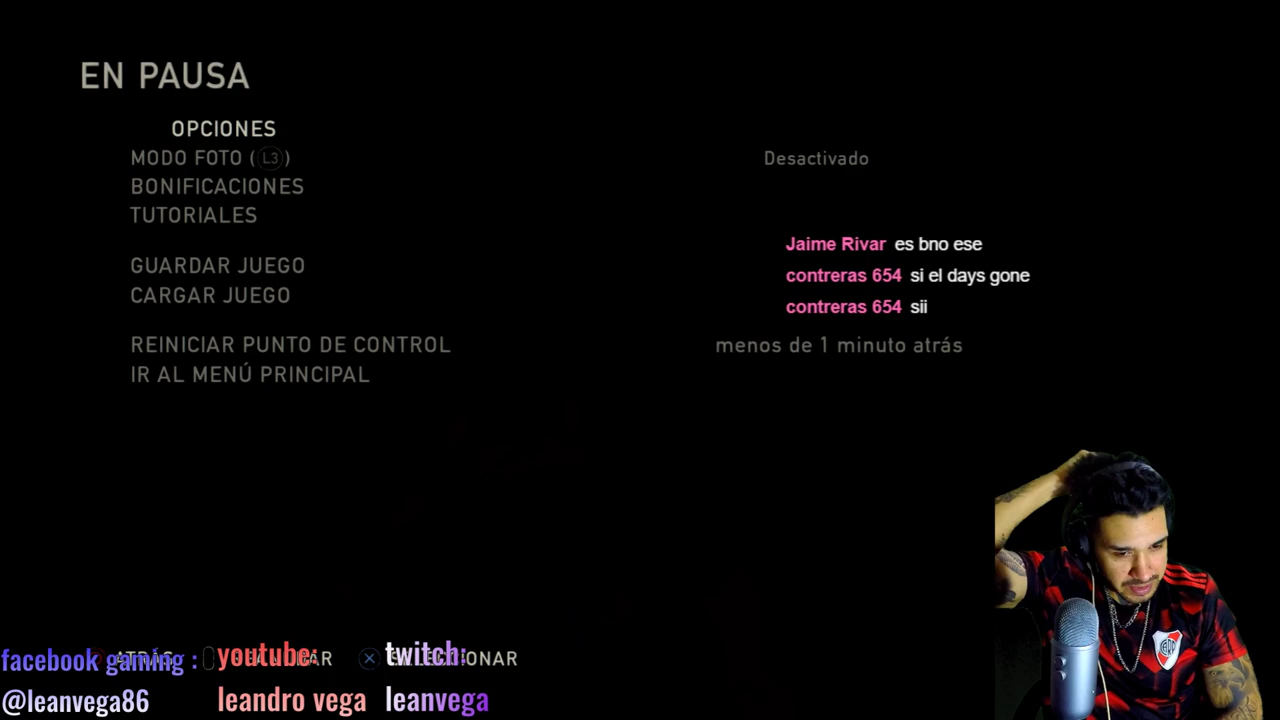 EN PAUSA
OPCIONES
MODO FOTO (L3)
Desactivado
BONIFICACIONES
TUTORIALES
Jaime Rivar es bno ese
GUARDAR JUEGO
contreras 654 si el days gone
CARGAR JUEGO
contreras 654 sii
REINICIAR PUNTO DE CONTROL
menos de 1 minuto atrás
IR AL MENÚ PRINCIPAL
facebook gaming :
@leanvega86
youtube:
leandro vega
twitch:
leanvega